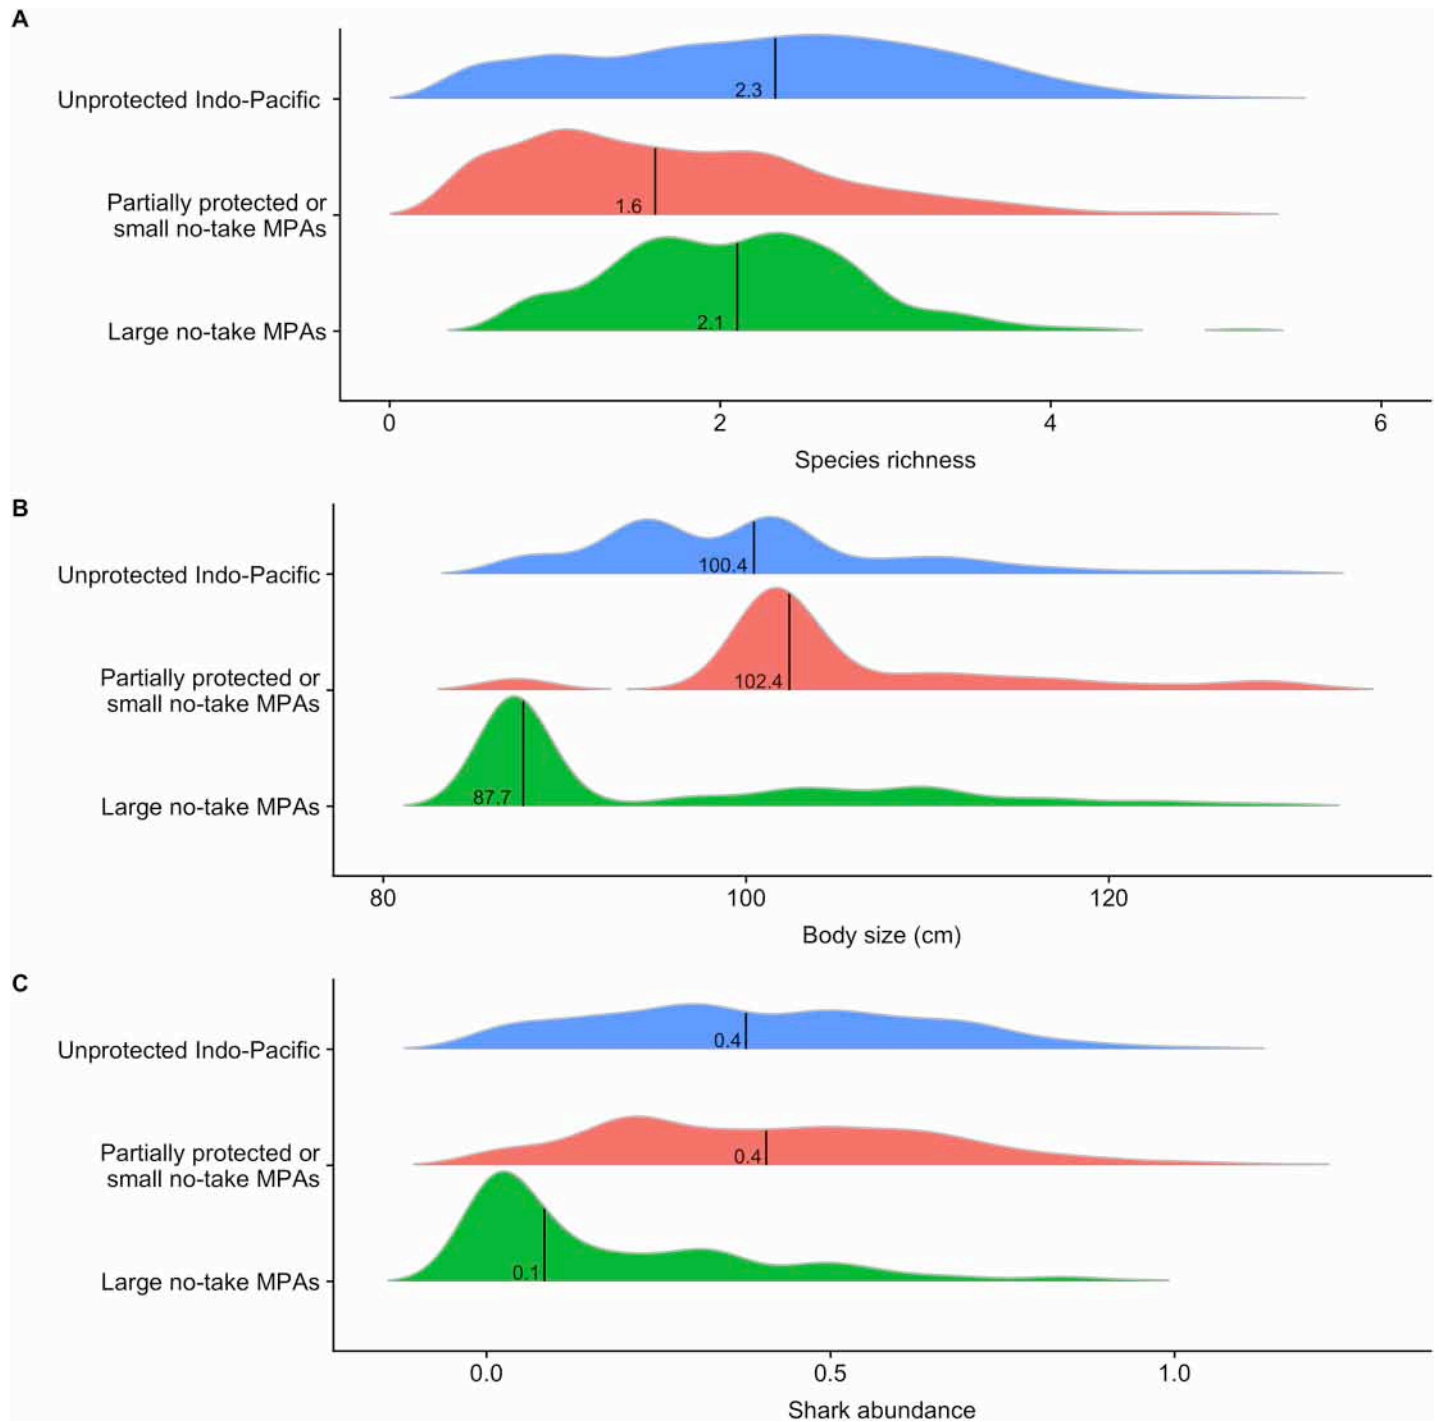 A
Unprotected Indo-Pacific
2.3
Partially protected or
small no-take MPAs
1.6
Large no-take MPAs
2.1
0 2 4 6
Species richness
B
Unprotected Indo-Pacific
100.4
Partially protected or
small no-take MPAs
102.4
Large no-take MPAs
87.7
80 100 120
Body size (cm)
C
Unprotected Indo-Pacific
0.4
Partially protected or
small no-take MPAs
0.4
Large no-take MPAs
0.1
0.0 0.5 1.0
Shark abundance